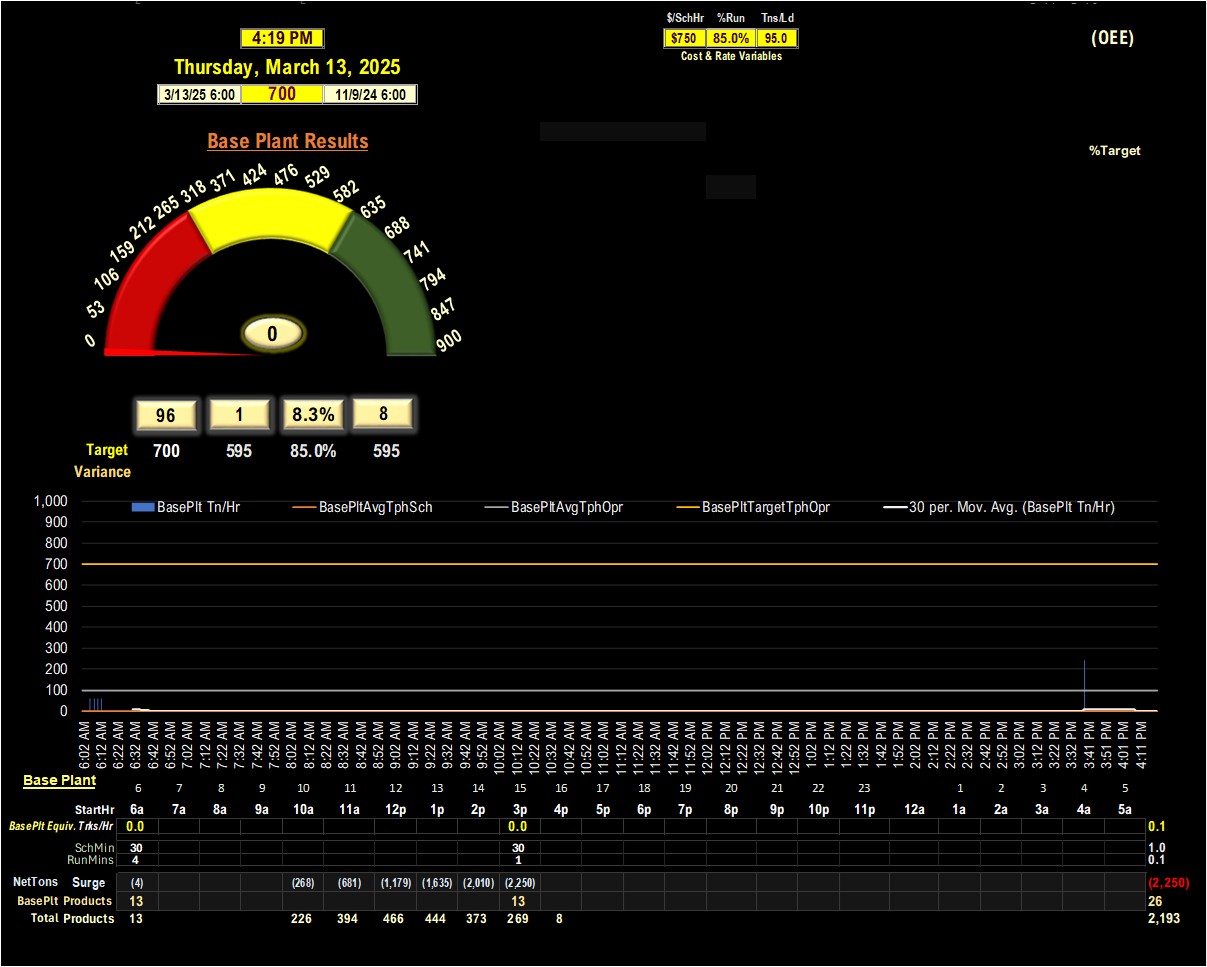 $/SchHr %Run Tns/Ld
4:19 PM $750 85.0% 95.0 (OEE)
Cost & Rate Variables
Thursday, March 13, 2025
3/13/25 6:00 700 11/9/24 6:00
Base Plant Results
%Target
0 53 106 159 212 265 318 371 424 476 529 582 635 688 741 794 847 900
0
96 1 8.3% 8
Target 700 595 85.0% 595
Variance
BasePlt Tn/Hr BasePltAvgTphSch BasePltAvgTphOpr BasePltTargetTphOpr 30 per. Mov. Avg. (BasePlt Tn/Hr)
1,000
900
800
700
600
500
400
300
200
100
0
6:02 AM 6:12 AM 6:22 AM 6:32 AM 6:42 AM 6:52 AM 7:02 AM 7:12 AM 7:22 AM 7:32 AM 7:42 AM 7:52 AM 8:02 AM 8:12 AM 8:22 AM 8:32 AM 8:42 AM 8:52 AM 9:02 AM 9:12 AM 9:22 AM 9:32 AM 9:42 AM 9:52 AM 10:02 AM 10:12 AM 10:22 AM 10:32 AM 10:42 AM 10:52 AM 11:02 AM 11:12 AM 11:22 AM 11:31 AM 11:42 AM 11:52 AM 12:02 PM 12:12 PM 12:22 PM 12:32 PM 12:42 PM 12:52 PM 1:02 PM 1:12 PM 1:22 PM 1:32 PM 1:42 PM 1:52 PM 2:02 PM 2:12 PM 2:22 PM 2:32 PM 2:42 PM 2:52 PM 3:02 PM 3:12 PM 3:22 PM 3:32 PM 3:41 PM 3:51 PM 4:01 PM 4:11 PM
Base Plant
6 7 8 9 10 11 12 13 14 15 16 17 18 19 20 21 22 23 1 2 3 4 5
StartHr 6a 7a 8a 9a 10a 11a 12p 1p 2p 3p 4p 5p 6p 7p 8p 9p 10p 11p 12a 1a 2a 3a 4a 5a
BasePlt Equiv. Trks/Hr 0.0 0.0 0.1
SchMin 30 30 1.0
RunMins 4 1 0.1
NetTons Surge (4) (268) (681) (1,179) (1,635) (2,010) (2,250) (2,250)
BasePlt Products 13 13 26
Total Products 13 226 394 466 444 373 269 8 2,193